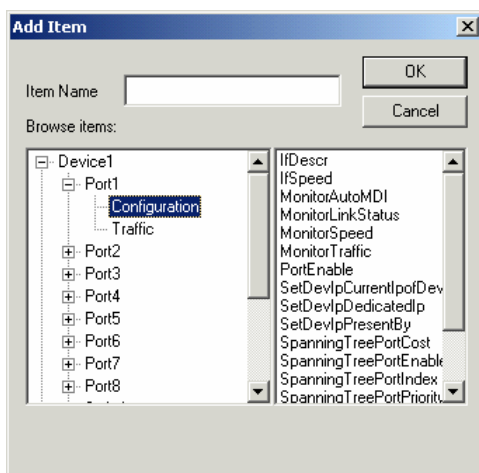 Add Item
OK
Item Name
Cancel
Browse items:
Device1
Port1
Configuration
Traffic
Port2
Port3
Port4
Port5
Port6
Port7
Port8
IfDescr
IfSpeed
MonitorAutoMDI
MonitorLinkStatus
MonitorSpeed
MonitorTraffic
PortEnable
SetDevIpCurrentIpofDev
SetDevIpDedicatedIp
SetDevIpPresentBy
SpanningTreePortCost
SpanningTreePortEnable
SpanningTreePortIndex
SpanningTreePortPriority